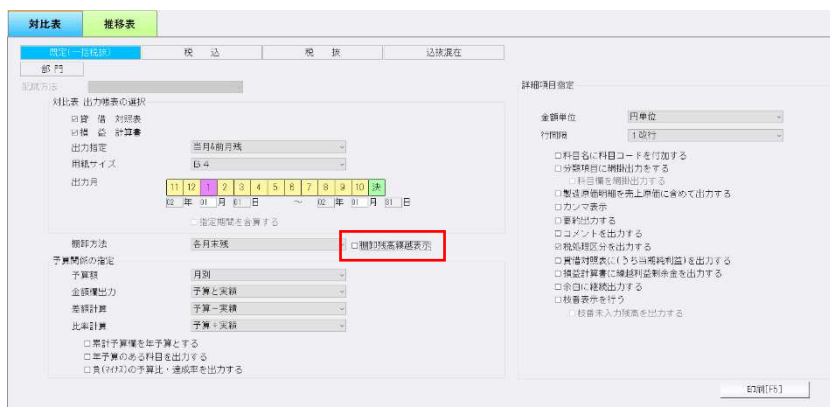 対比表 推移表
既定(一括税抜) 税 込 税 抜 込抜混在
部 門
記帳方法
対比表 出力帳表の選択
☑貸 借 対照表
☑損 益 計算書
出力指定 当月&前月残
用紙サイズ B4
出力月 11 12 1 2 3 4 5 6 7 8 9 10 決
02 年 01 月 01 日 ～ 02 年 01 月 31 日
□指定期間を合算する
棚卸方法 各月末残 □棚卸残高繰越表示
予算関係の指定
予算額 月別
金額欄出力 予算と実績
差額計算 予算－実績
比率計算 予算÷実績
□累計予算欄を年予算とする
□年予算のある科目を出力する
□負(マイナス)の予算比・達成率を出力する
詳細項目指定
金額単位 円単位
行間隔 1改行
□科目名に科目コードを付加する
□分類項目に網掛出力をする
□科目欄を網掛出力する
□製造原価明細を売上原価に含めて出力する
□カンマ表示
□要約出力する
□コメントを出力する
☑税処理区分を出力する
□貸借対照表に(うち当期純利益)を出力する
□損益計算書に繰越利益剰余金を出力する
□余白に継続出力する
□枝番表示を行う
□枝番未入力残高を出力する
印刷[F5]